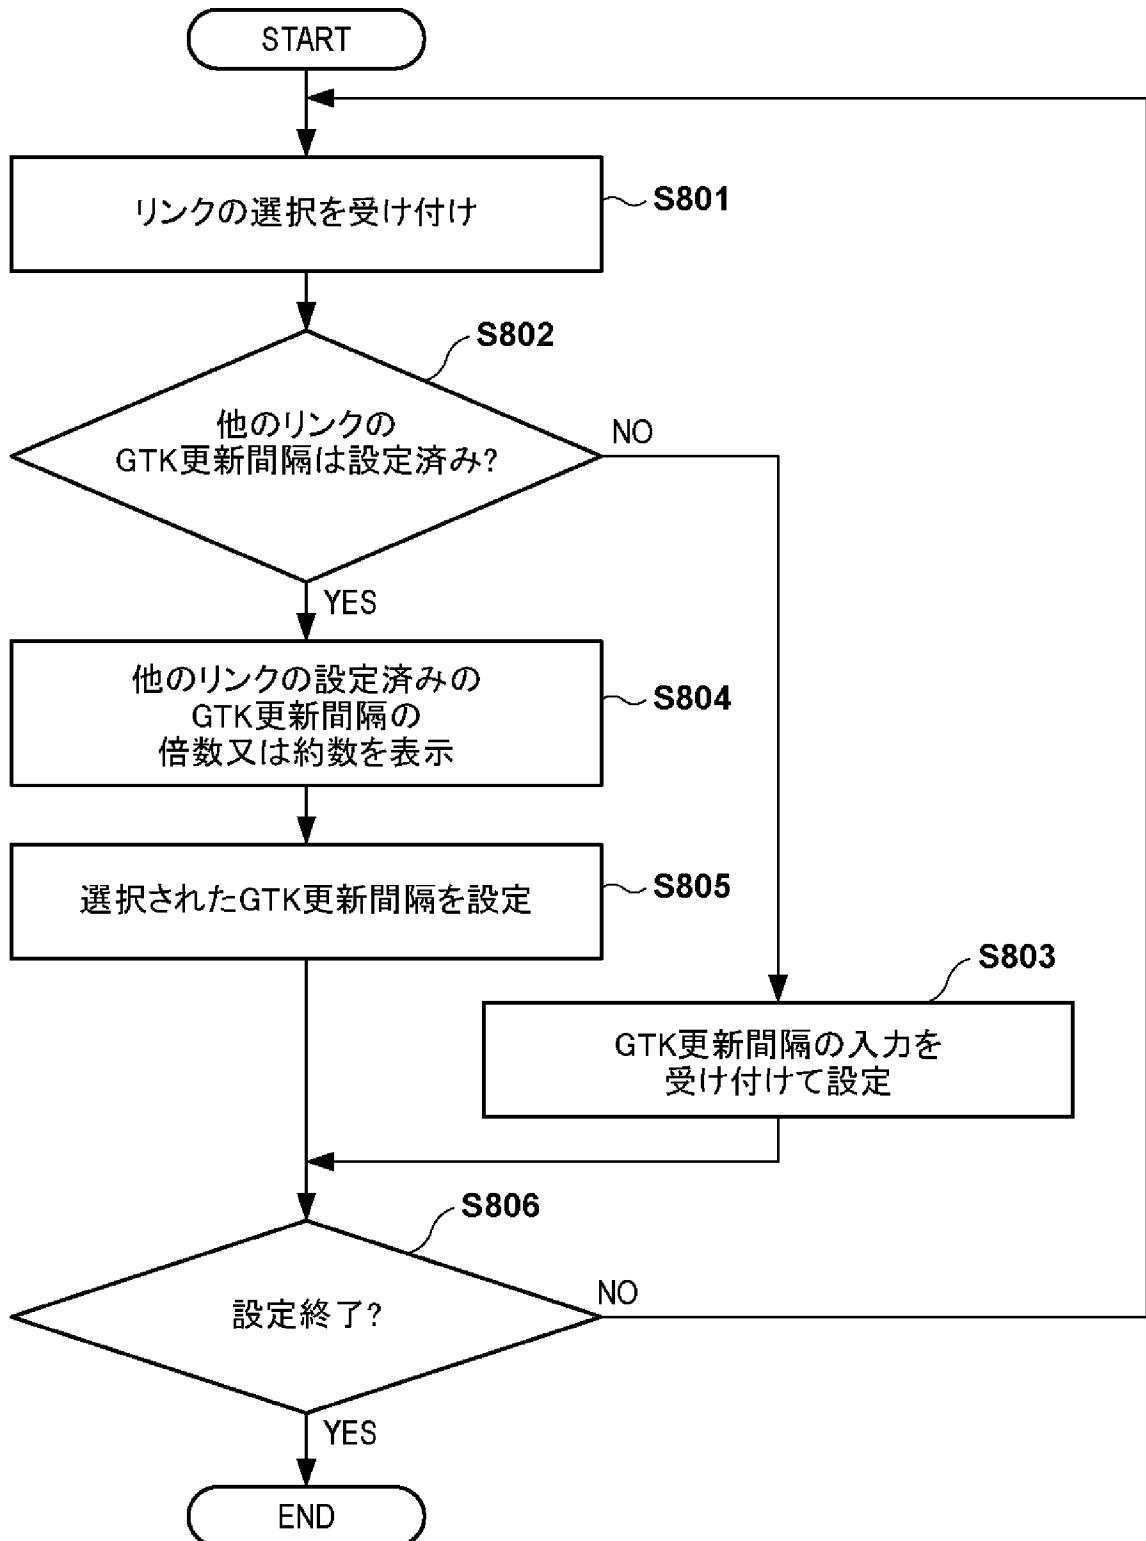 START
リンクの選択を受け付け
S801
S802
他のリンクの
GTK更新間隔は設定済み?
NO
YES
他のリンクの設定済みの
GTK更新間隔の
倍数又は約数を表示
S804
選択されたGTK更新間隔を設定
S805
S803
GTK更新間隔の入力を
受け付けて設定
S806
設定終了?
NO
YES
END